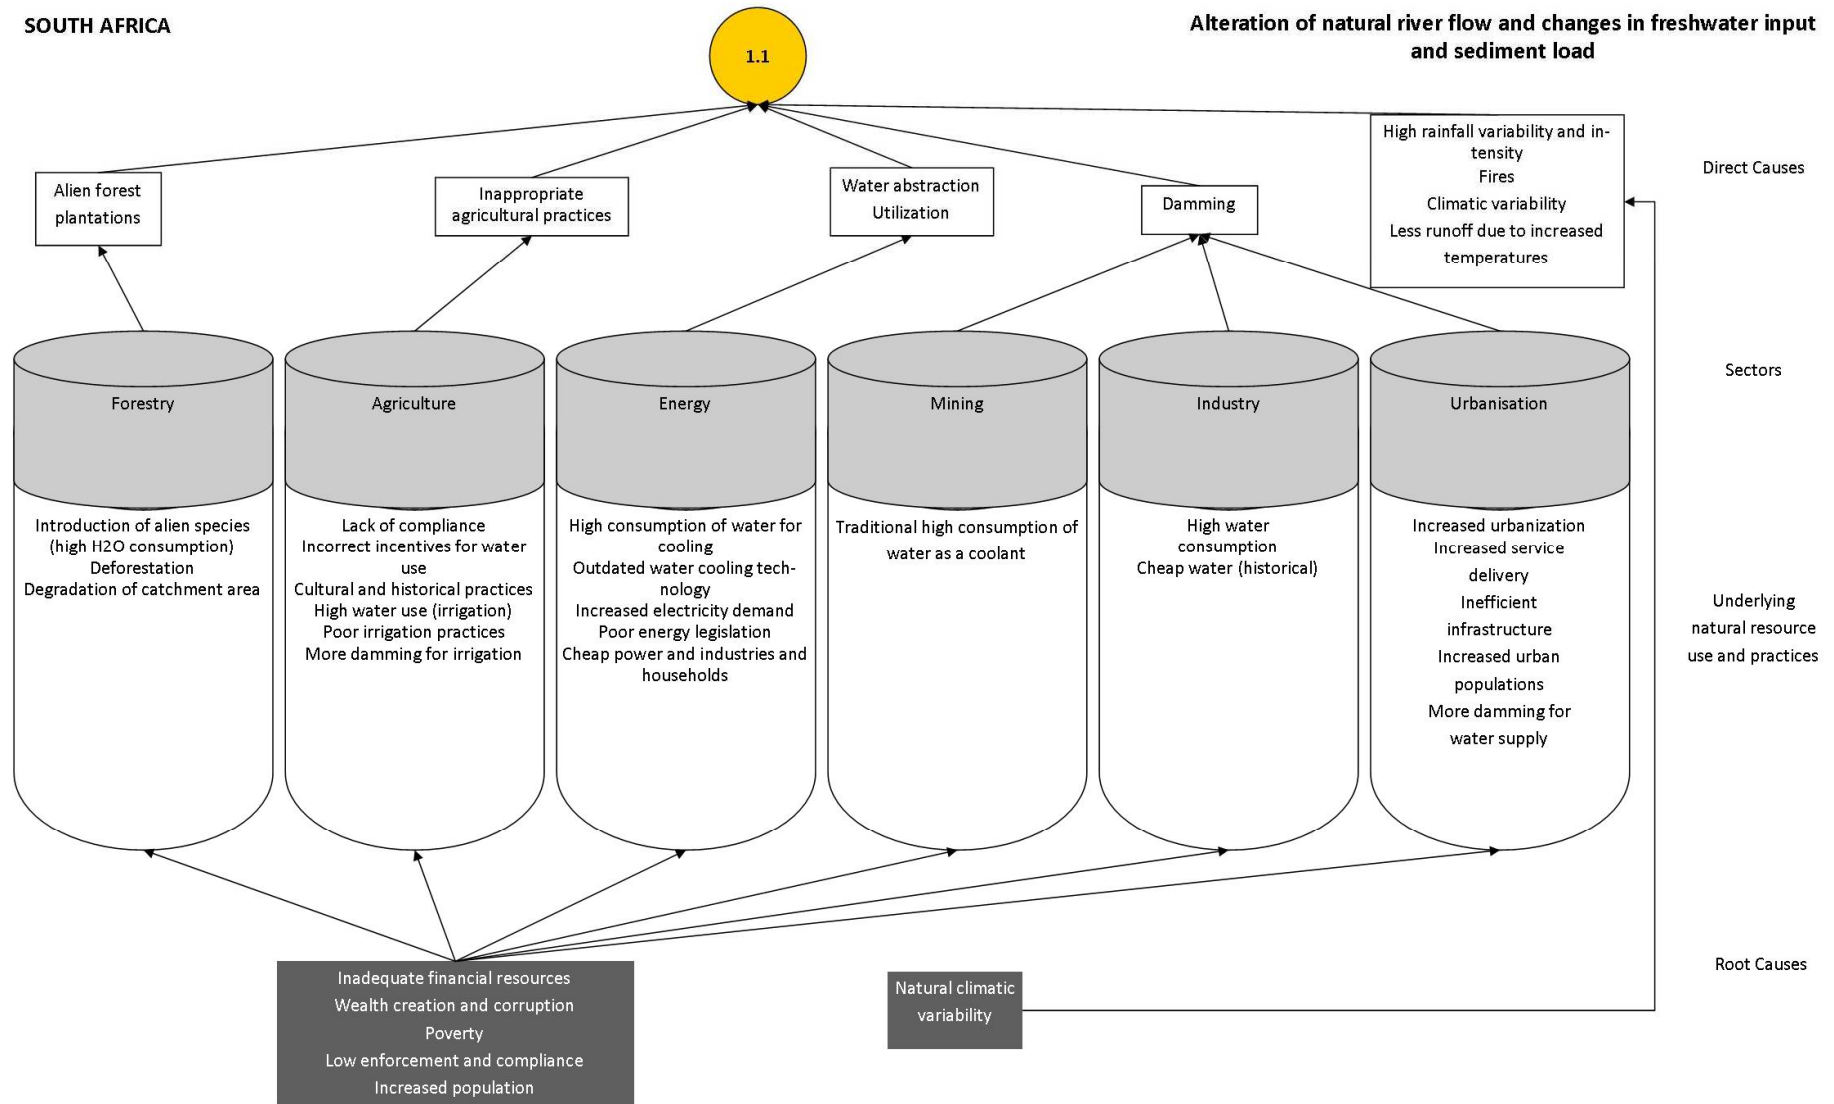 SOUTH AFRICA
Alteration of natural river flow and changes in freshwater input
and sediment load
1.1
Alien forest
plantations
Inappropriate
agricultural practices
Water abstraction
Utilization
Damming
High rainfall variability and in-
tensity
Fires
Climatic variability
Less runoff due to increased
temperatures
Direct Causes
Forestry
Agriculture
Energy
Mining
Industry
Urbanisation
Sectors
Introduction of alien species
(high H2O consumption)
Deforestation
Degradation of catchment area
Lack of compliance
Incorrect incentives for water
use
Cultural and historical practices
High water use (irrigation)
Poor irrigation practices
More damming for irrigation
High consumption of water for
cooling
Outdated water cooling tech-
nology
Increased electricity demand
Poor energy legislation
Cheap power and industries and
households
Traditional high consumption of
water as a coolant
High water
consumption
Cheap water (historical)
Increased urbanization
Increased service
delivery
Inefficient
infrastructure
Increased urban
populations
More damming for
water supply
Underlying
natural resource
use and practices
Inadequate financial resources
Wealth creation and corruption
Poverty
Low enforcement and compliance
Increased population
Natural climatic
variability
Root Causes